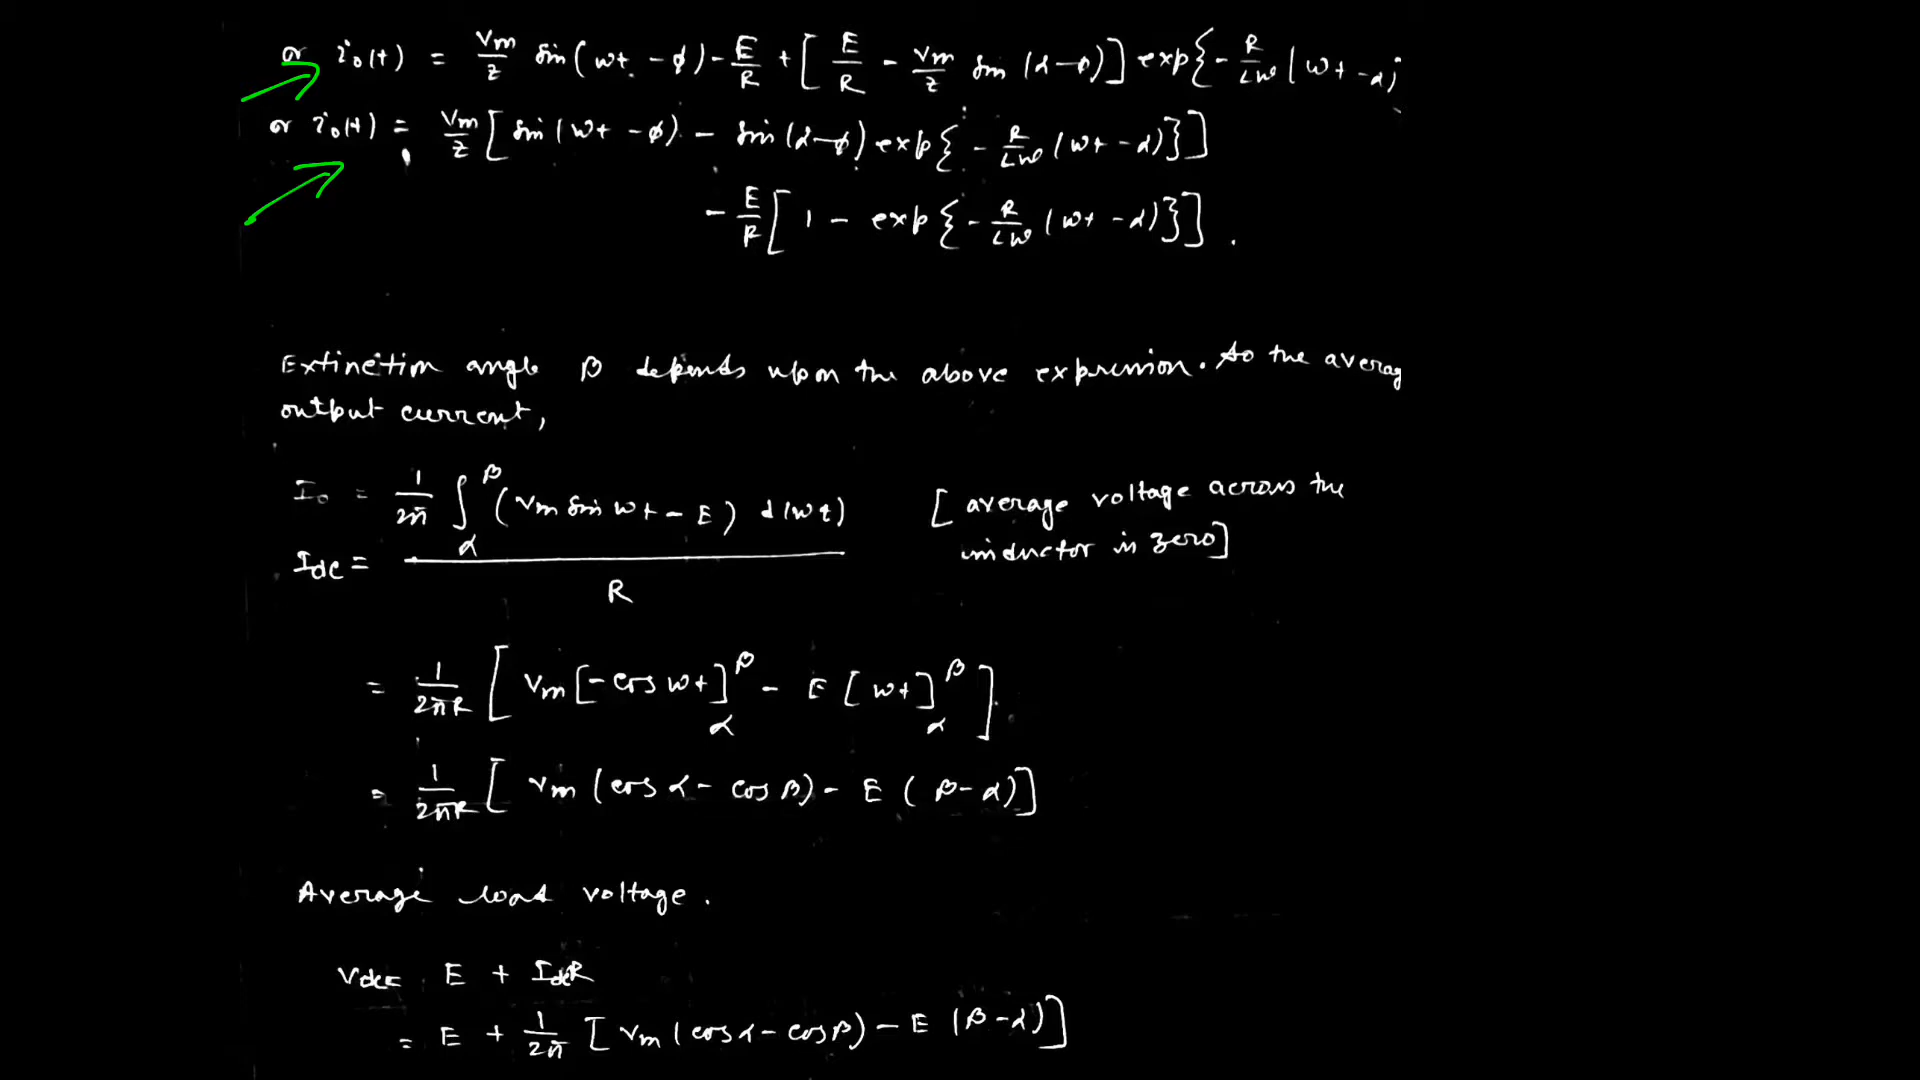 or i₀(t) = Vm/Z sin(ωt - φ) - E/R + [E/R - Vm/Z sin(α-φ)] exp{-R/Lω(ωt-α)
or i₀(t) = Vm/Z [sin(ωt - φ) - sin(α-φ) exp{-R/Lω(ωt-α)}]
- E/R [1 - exp{-R/Lω(ωt-α)}].
Extinction angle β depends upon the above expression. So the averag
output current,
I₀ = 1/2π ∫α^β (Vm sin ωt - E) d(ωt) [average voltage across the
Idc = ―――― inductor is zero]
R
= 1/2πR [Vm[-cos ωt]α^β - E[ωt]α^β]
= 1/2πR [Vm(cos α - cos β) - E(β-α)]
Average load voltage.
Vdc = E + IdcR
= E + 1/2π [Vm(cos α - cos β) - E(β-α)]